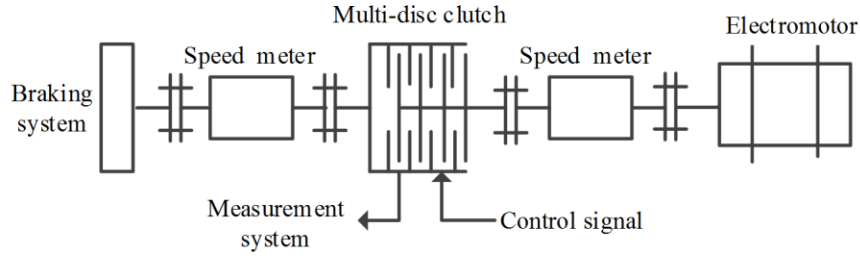 Multi-disc clutch
Electromotor
Speed meter
Speed meter
Braking
system
Measurement
system
Control signal